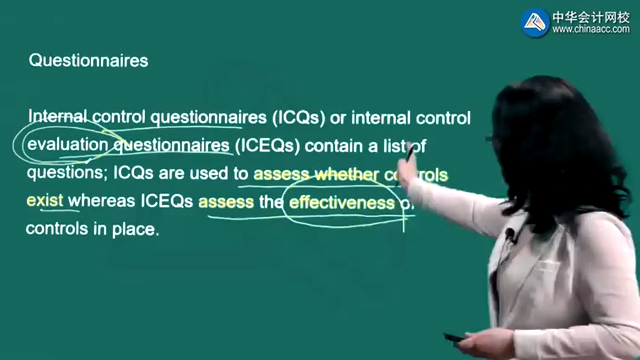 中华会计网校
www.chinaacc.com
Questionnaires
Internal control questionnaires (ICQs) or internal control
evaluation questionnaires (ICEQs) contain a list of
questions; ICQs are used to assess whether controls
exist whereas ICEQs assess the effectiveness of
controls in place.